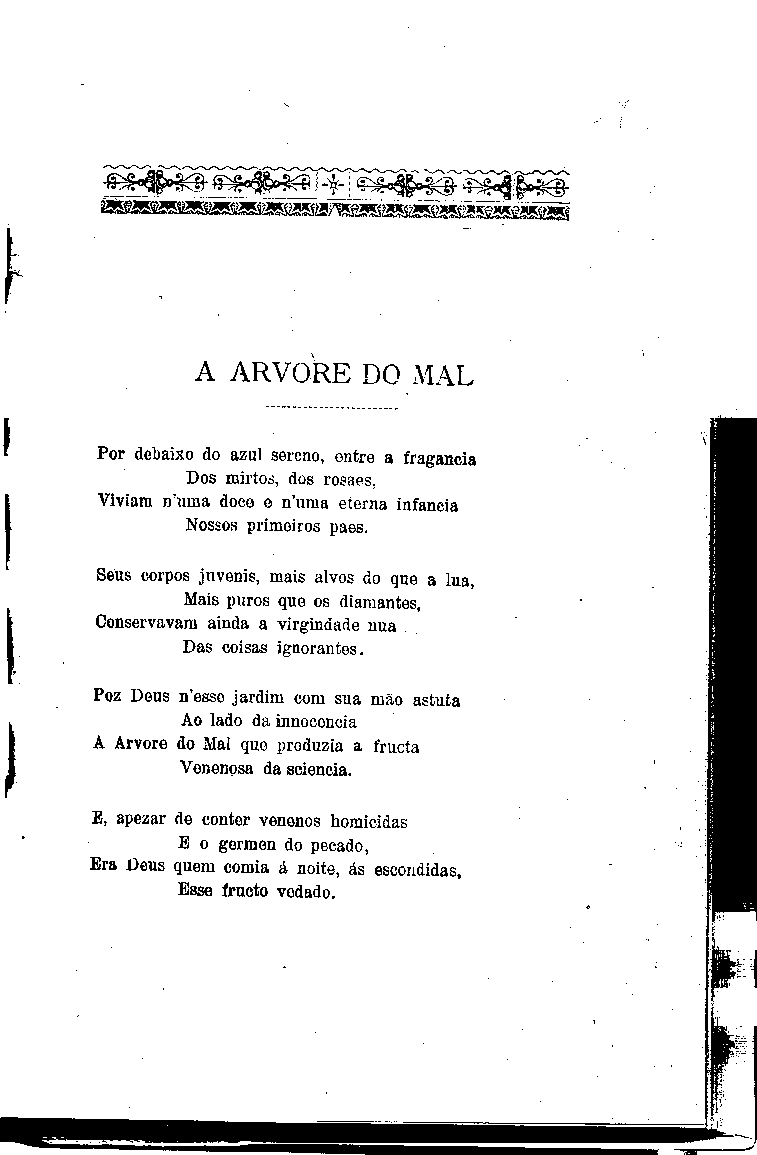 A ARVORE DO MAL
Por debaixo do azul sereno, entre a fragancia
Dos mirtos, dos rosaes,
Viviam n'uma doce e n'uma eterna infancia
Nossos primeiros paes.
Seus corpos juvenis, mais alvos do que a lua,
Mais puros que os diamantes,
Conservavam ainda a virgindade nua
Das coisas ignorantes.
Poz Deus n'esse jardim com sua mão astuta
Ao lado da innocencia
A Arvore do Mal que produzia a fructa
Venenosa da sciencia.
E, apezar de conter venenos homicidas
E o germen do pecado,
Era Deus quem comia á noite, ás escondidas,
Esse fructo vedado.